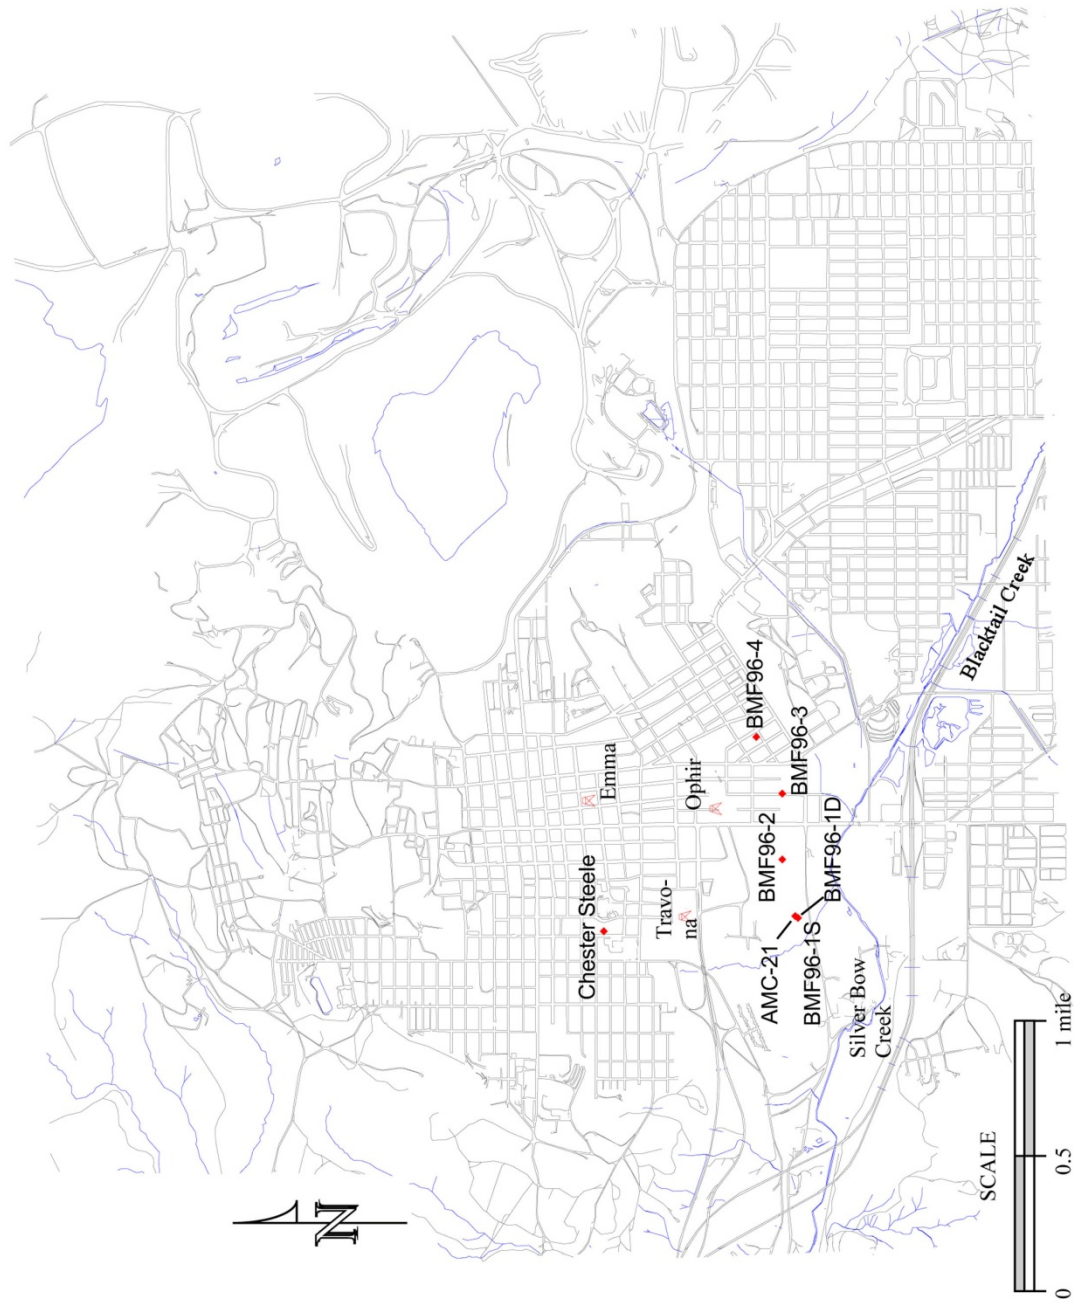 Chester Steele
Emma
Travo-
na
Ophir
BMF96-4
BMF96-3
BMF96-2
BMF96-1D
AMC-21
BMF96-1S
Silver Bow
Creek
Blacktail Creek
N
SCALE
0
0.5
1 mile